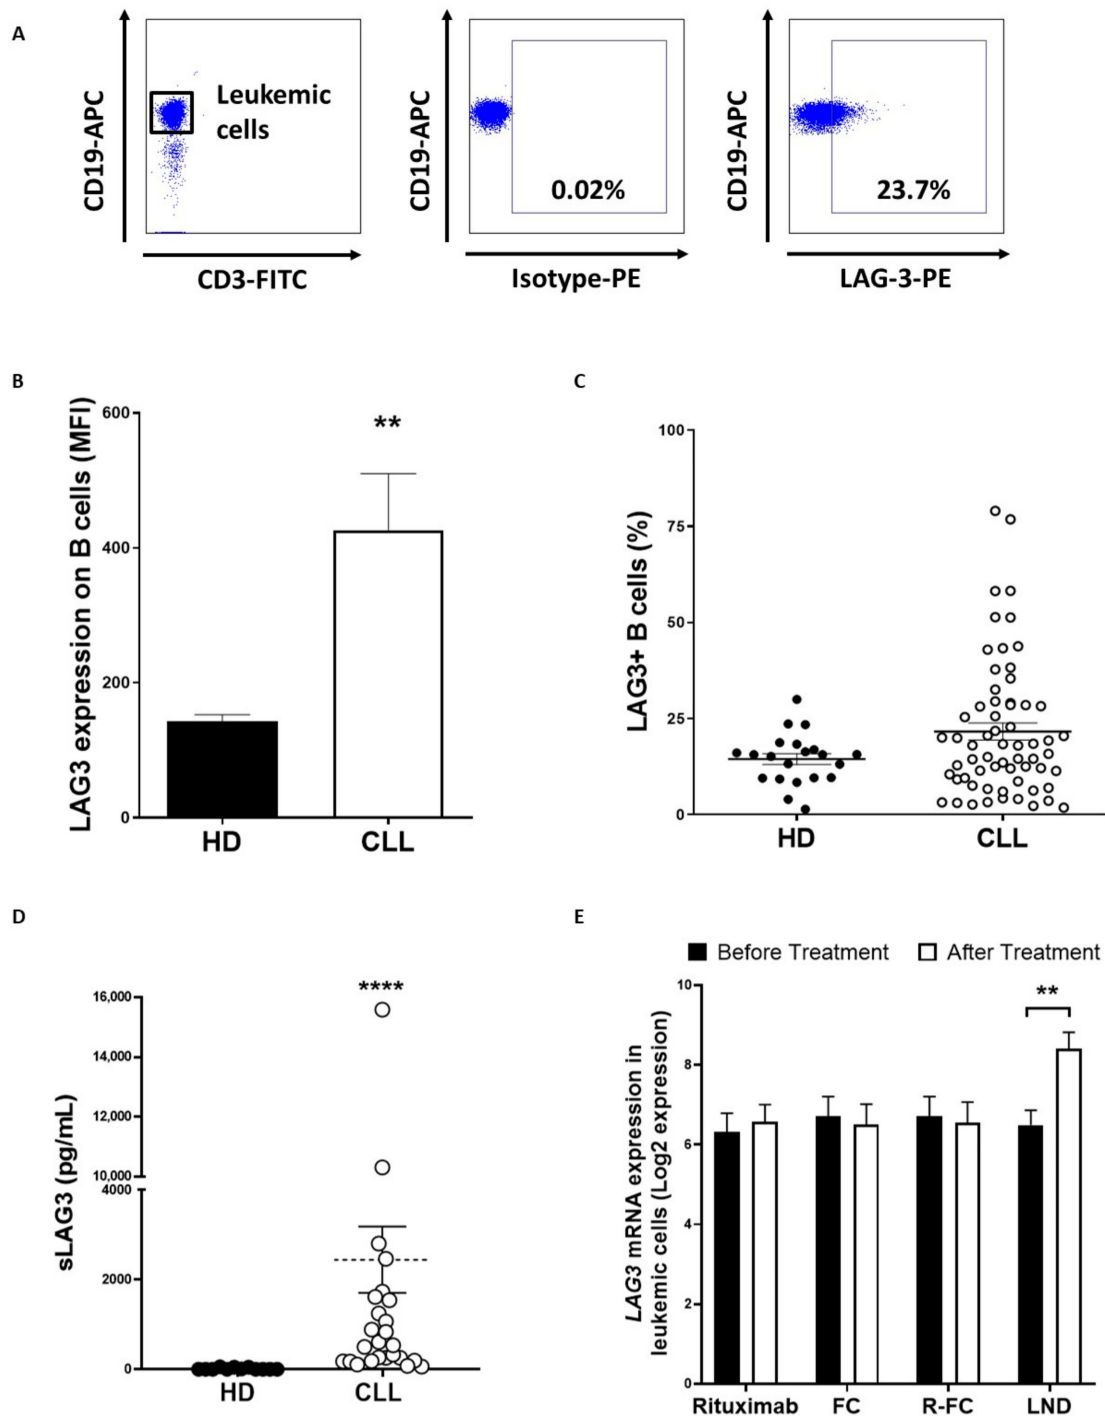 A
CD19-APC
Leukemic
cells
CD3-FITC
CD19-APC
0.02%
Isotype-PE
CD19-APC
23.7%
LAG-3-PE
B
LAG3 expression on B cells (MFI)
600
400
200
0
**
HD
CLL
C
LAG3+ B cells (%)
100
75
50
25
0
HD
CLL
D
sLAG3 (pg/mL)
16,000
14,000
12,000
10,000
4000
2000
0
****
HD
CLL
E
Before Treatment
After Treatment
LAG3 mRNA expression in
leukemic cells (Log2 expression)
10
8
6
4
2
0
**
Rituximab
FC
R-FC
LND